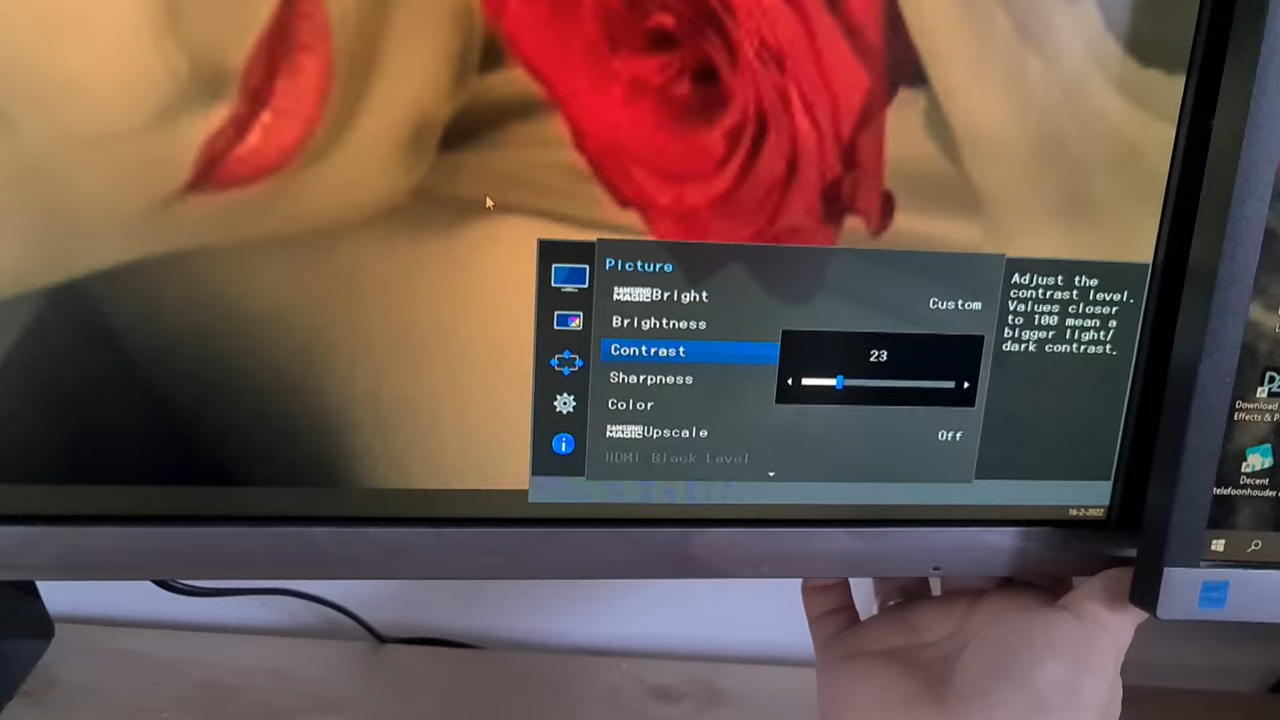 Picture
SAMSUNG MAGIC Bright Custom
Brightness
Contrast 23
Sharpness
Color
SAMSUNG MAGIC Upscale Off
HDMI Black Level
Adjust the
contrast level.
Values closer
to 100 mean a
bigger light/
dark contrast.
16-2-2022
Download
Effects & P
Decent
telefoonhouder